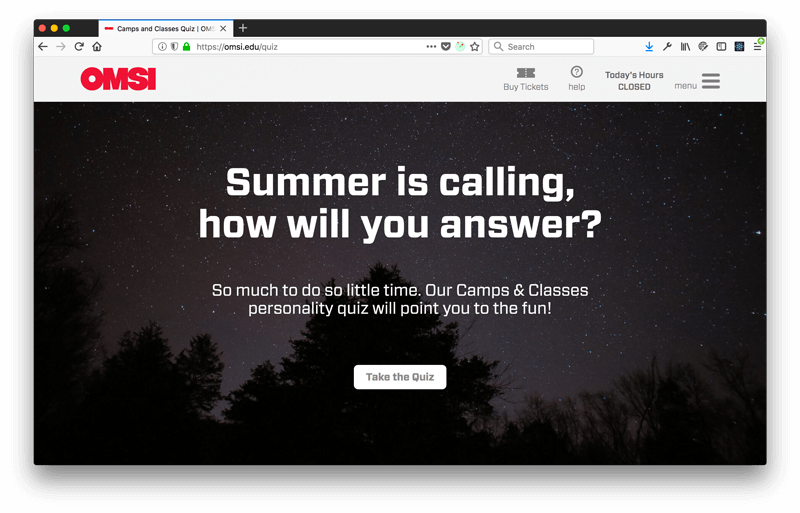 Camps and Classes Quiz | OMS
https://omsi.edu/quiz
Search
OMSI
Buy Tickets
help
Today's Hours
CLOSED
menu
Summer is calling,
how will you answer?
So much to do so little time. Our Camps & Classes
personality quiz will point you to the fun!
Take the Quiz